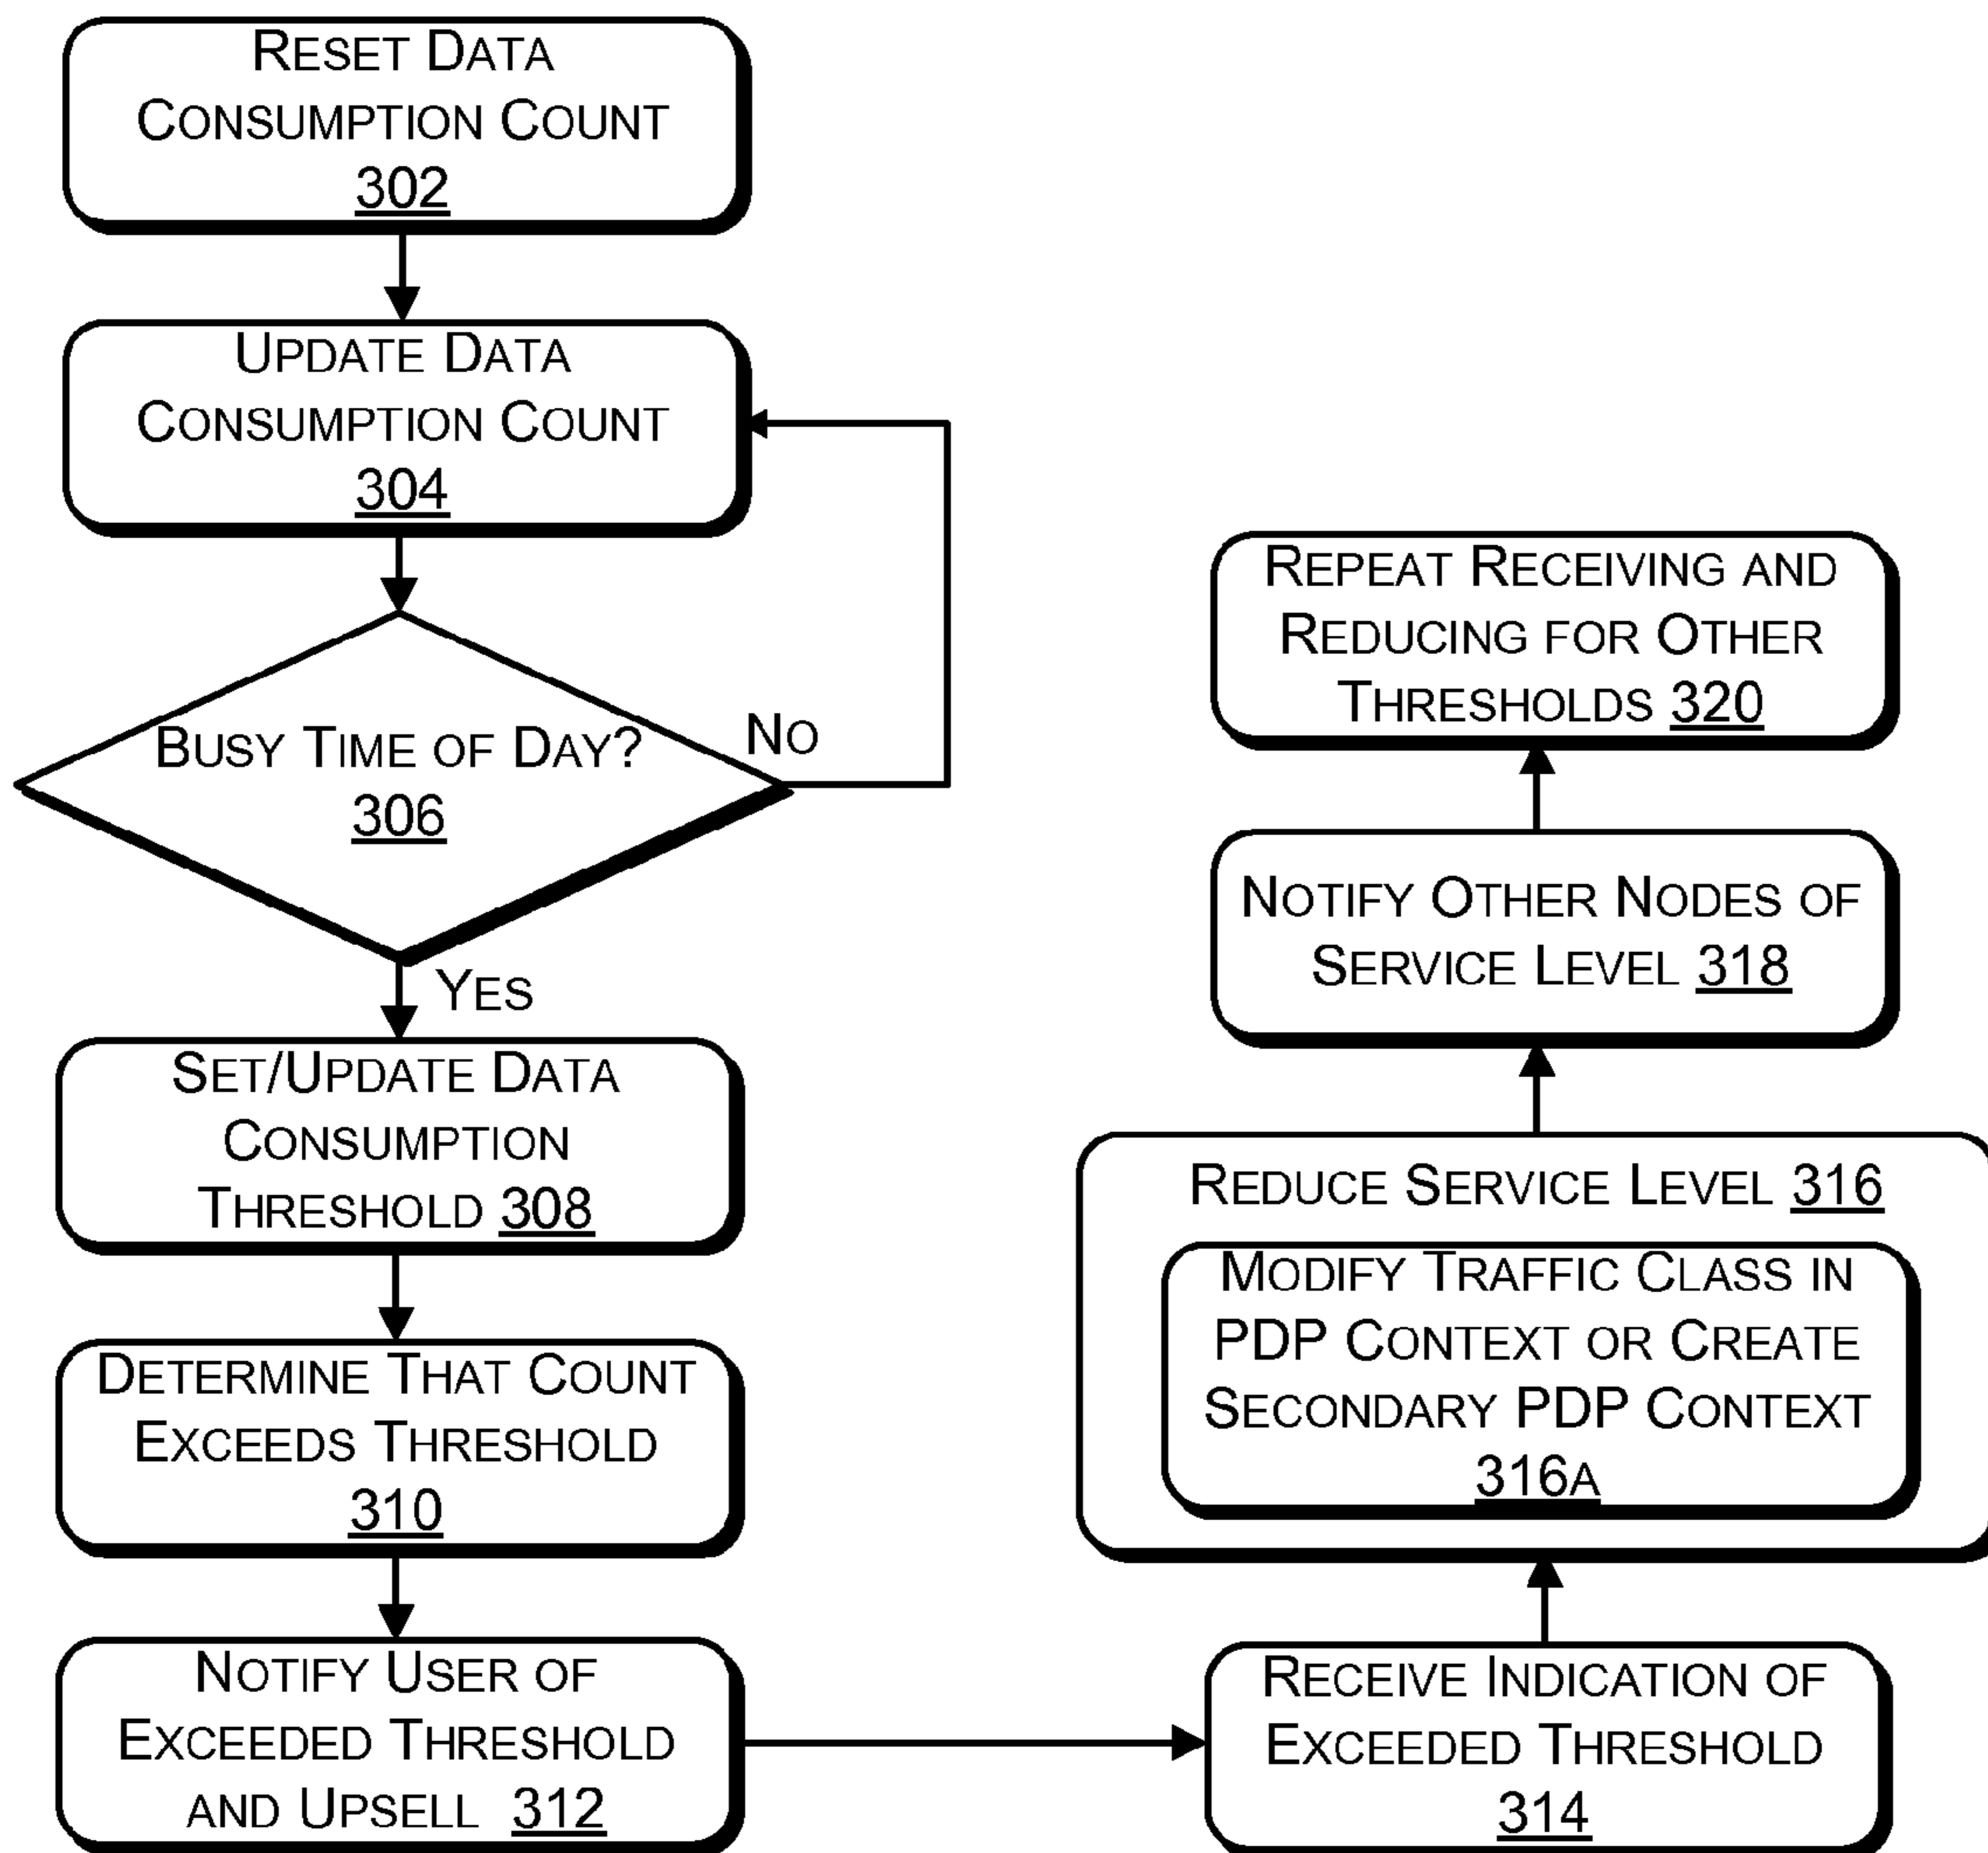 RESET DATA
CONSUMPTION COUNT
302
UPDATE DATA
CONSUMPTION COUNT
304
BUSY TIME OF DAY?
306
NO
YES
SET/UPDATE DATA
CONSUMPTION
THRESHOLD 308
DETERMINE THAT COUNT
EXCEEDS THRESHOLD
310
NOTIFY USER OF
EXCEEDED THRESHOLD
AND UPSELL 312
RECEIVE INDICATION OF
EXCEEDED THRESHOLD
314
REDUCE SERVICE LEVEL 316
MODIFY TRAFFIC CLASS IN
PDP CONTEXT OR CREATE
SECONDARY PDP CONTEXT
316A
NOTIFY OTHER NODES OF
SERVICE LEVEL 318
REPEAT RECEIVING AND
REDUCING FOR OTHER
THRESHOLDS 320